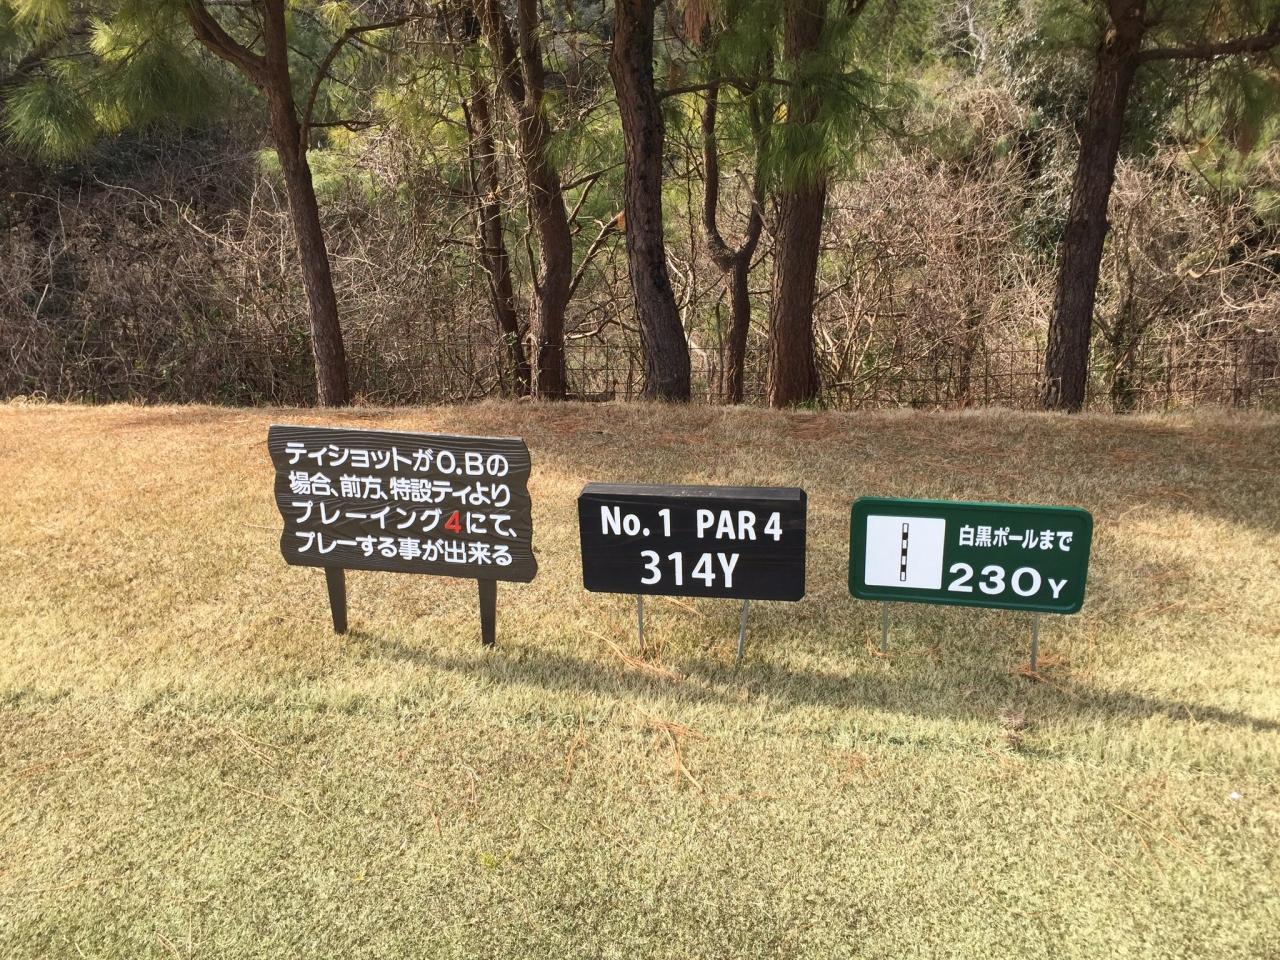 ティショットがO.Bの
場合、前方、特設ティより
プレーイング4にて、
プレーする事が出来る
No.1 PAR 4
314Y
白黒ポールまで
230Y